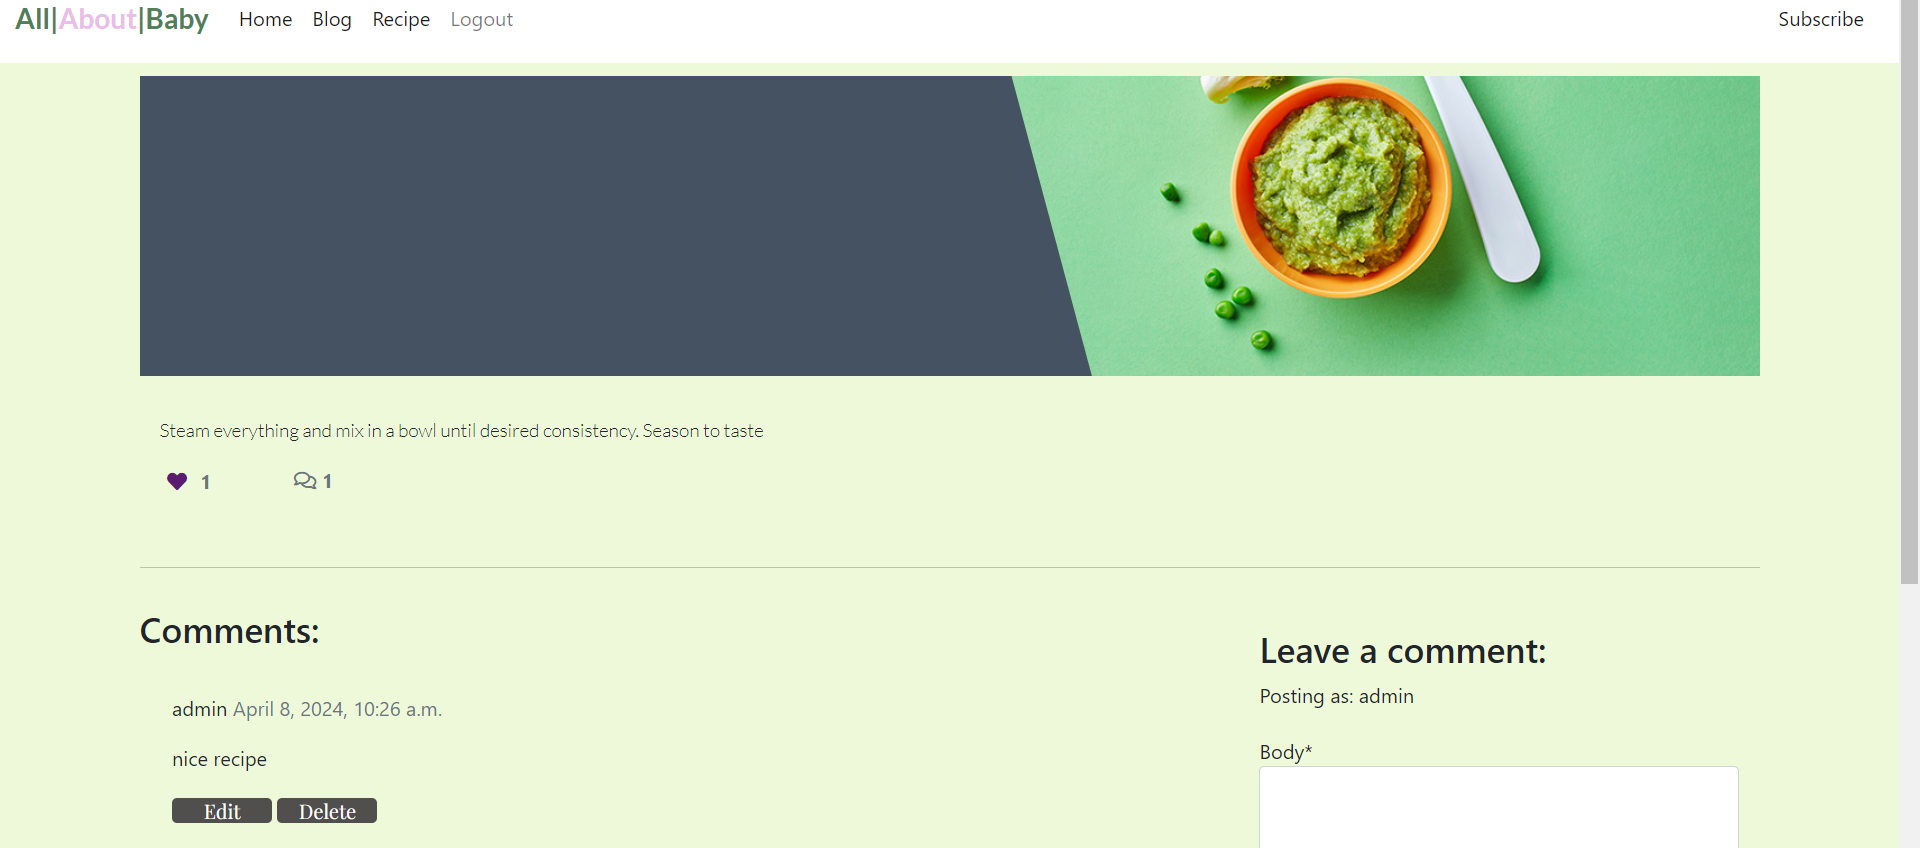 All|About|Baby Home Blog Recipe Logout Subscribe
Steam everything and mix in a bowl until desired consistency. Season to taste
1 1
Comments:
Leave a comment:
Posting as: admin
admin April 8, 2024, 10:26 a.m.
nice recipe
Body*
Edit Delete